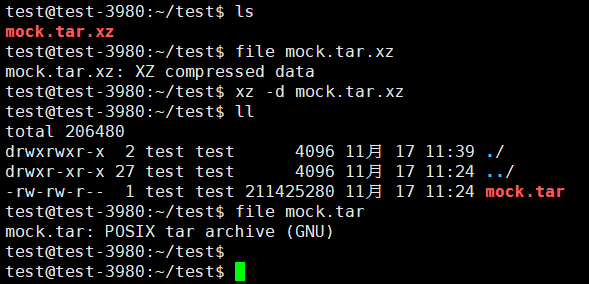 test@test-3980:~/test$ ls
mock.tar.xz
test@test-3980:~/test$ file mock.tar.xz
mock.tar.xz: XZ compressed data
test@test-3980:~/test$ xz -d mock.tar.xz
test@test-3980:~/test$ ll
total 206480
drwxrwxr-x  2 test test      4096 11月 17 11:39 ./
drwxr-xr-x 27 test test      4096 11月 17 11:24 ../
-rw-rw-r--  1 test test 211425280 11月 17 11:24 mock.tar
test@test-3980:~/test$ file mock.tar
mock.tar: POSIX tar archive (GNU)
test@test-3980:~/test$
test@test-3980:~/test$